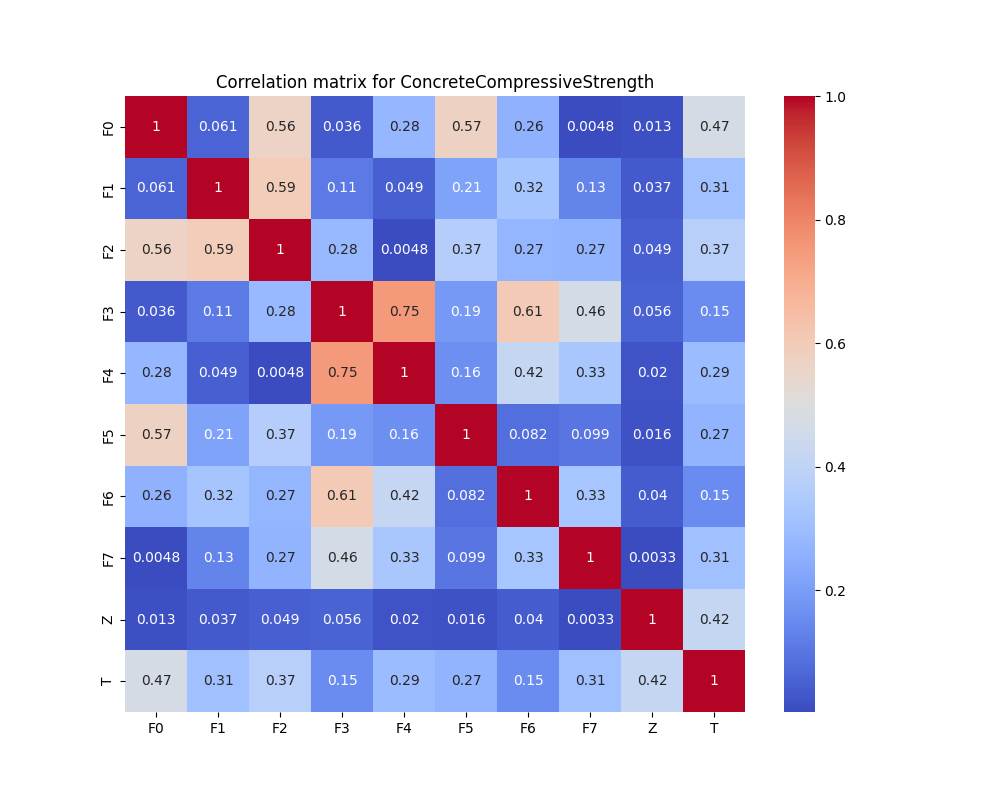 Correlation matrix for ConcreteCompressiveStrength
F0 1 0.061 0.56 0.036 0.28 0.57 0.26 0.0048 0.013 0.47
F1 0.061 1 0.59 0.11 0.049 0.21 0.32 0.13 0.037 0.31
F2 0.56 0.59 1 0.28 0.0048 0.37 0.27 0.27 0.049 0.37
F3 0.036 0.11 0.28 1 0.75 0.19 0.61 0.46 0.056 0.15
F4 0.28 0.049 0.0048 0.75 1 0.16 0.42 0.33 0.02 0.29
F5 0.57 0.21 0.37 0.19 0.16 1 0.082 0.099 0.016 0.27
F6 0.26 0.32 0.27 0.61 0.42 0.082 1 0.33 0.04 0.15
F7 0.0048 0.13 0.27 0.46 0.33 0.099 0.33 1 0.0033 0.31
Z 0.013 0.037 0.049 0.056 0.02 0.016 0.04 0.0033 1 0.42
T 0.47 0.31 0.37 0.15 0.29 0.27 0.15 0.31 0.42 1
F0 F1 F2 F3 F4 F5 F6 F7 Z T
1.0
0.8
0.6
0.4
0.2